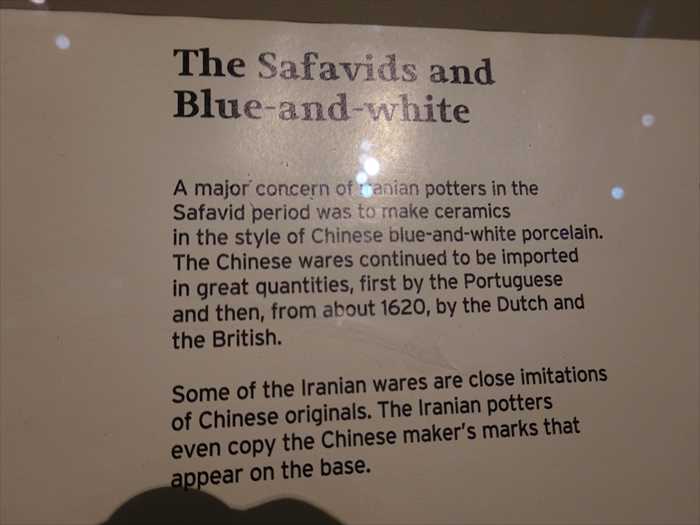 The Safavids and
Blue-and-white
A major concern of Iranian potters in the
Safavid period was to make ceramics
in the style of Chinese blue-and-white porcelain.
The Chinese wares continued to be imported
in great quantities, first by the Portuguese
and then, from about 1620, by the Dutch and
the British.
Some of the Iranian wares are close imitations
of Chinese originals. The Iranian potters
even copy the Chinese maker's marks that
appear on the base.